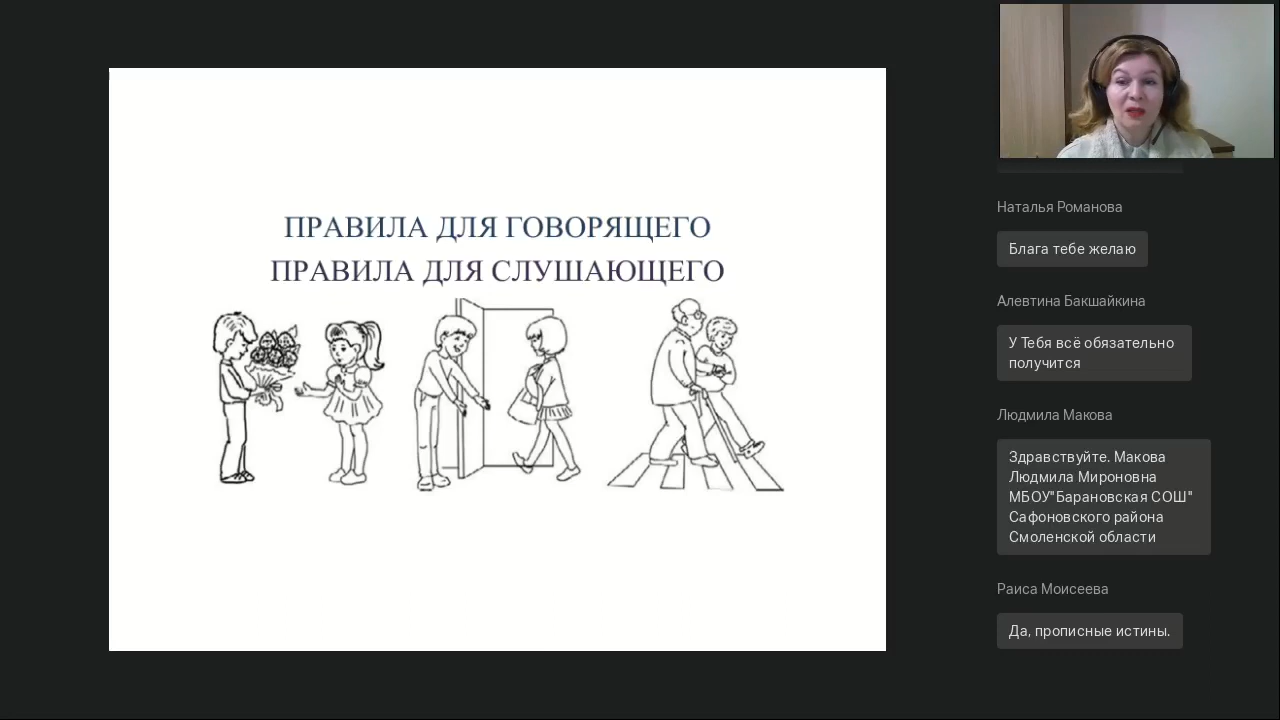 ПРАВИЛА ДЛЯ ГОВОРЯЩЕГО
ПРАВИЛА ДЛЯ СЛУШАЮЩЕГО
Наталья Романова
Блага тебе желаю
Алевтина Бакшайкина
У Тебя всё обязательно
получится
Людмила Макова
Здравствуйте. Макова
Людмила Мироновна
МБОУ"Барановская СОШ"
Сафоновского района
Смоленской области
Раиса Моисеева
Да, прописные истины.